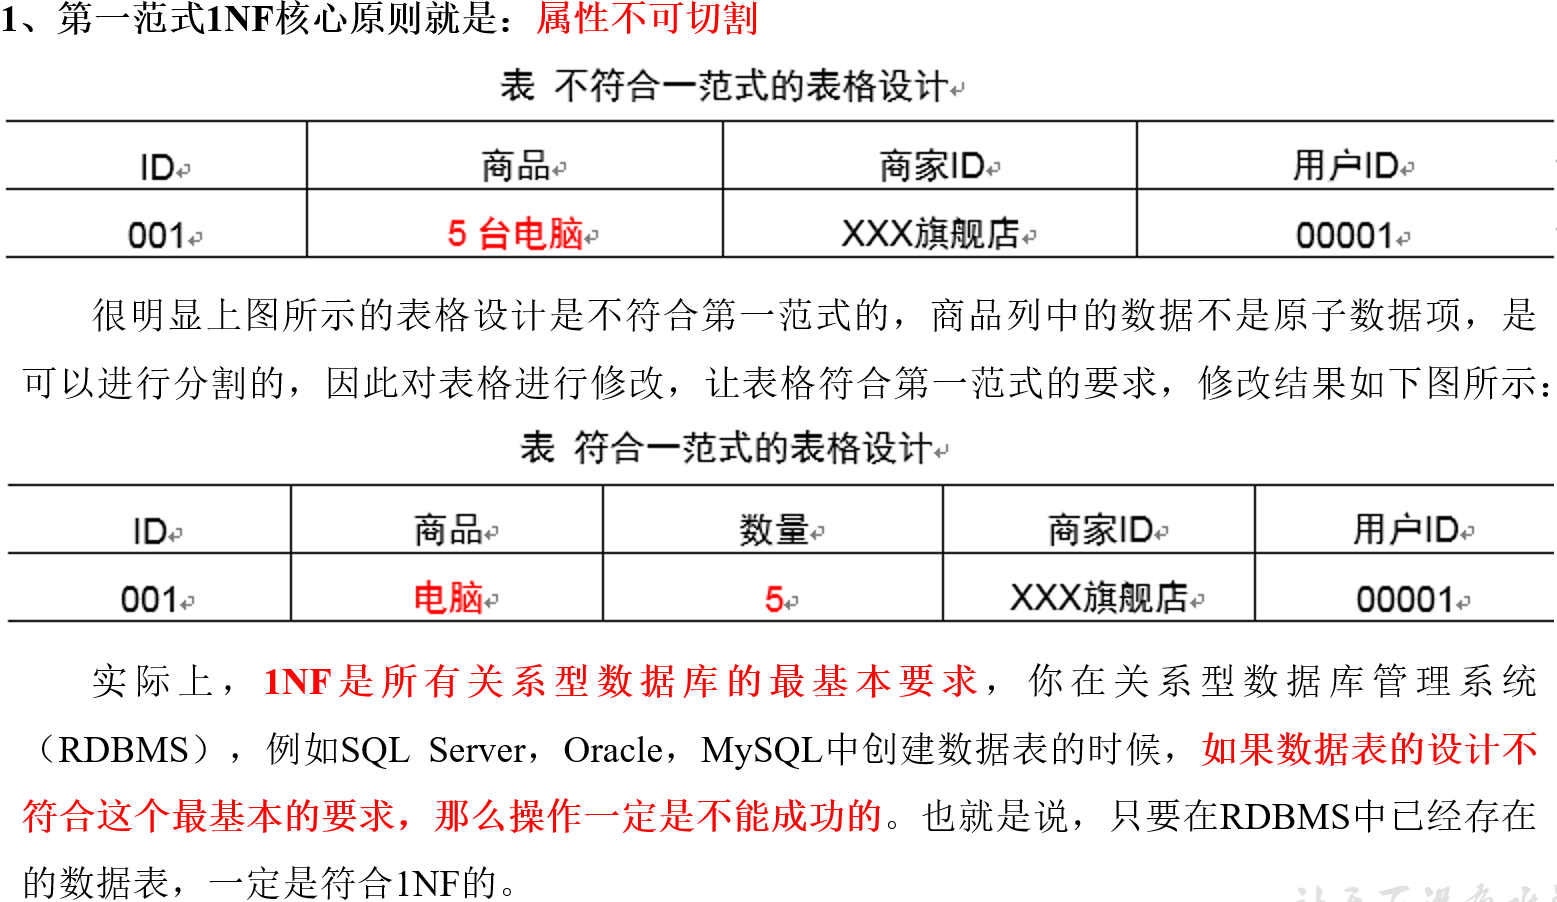 1、第一范式1NF核心原则就是：属性不可切割
表 不符合一范式的表格设计
ID 商品 商家ID 用户ID
001 5 台电脑 XXX旗舰店 00001
很明显上图所示的表格设计是不符合第一范式的，商品列中的数据不是原子数据项，是
可以进行分割的，因此对表格进行修改，让表格符合第一范式的要求，修改结果如下图所示：
表 符合一范式的表格设计
ID 商品 数量 商家ID 用户ID
001 电脑 5 XXX旗舰店 00001
实际上，1NF是所有关系型数据库的最基本要求，你在关系型数据库管理系统
（RDBMS），例如SQL Server，Oracle，MySQL中创建数据表的时候，如果数据表的设计不
符合这个最基本的要求，那么操作一定是不能成功的。也就是说，只要在RDBMS中已经存在
的数据表，一定是符合1NF的。